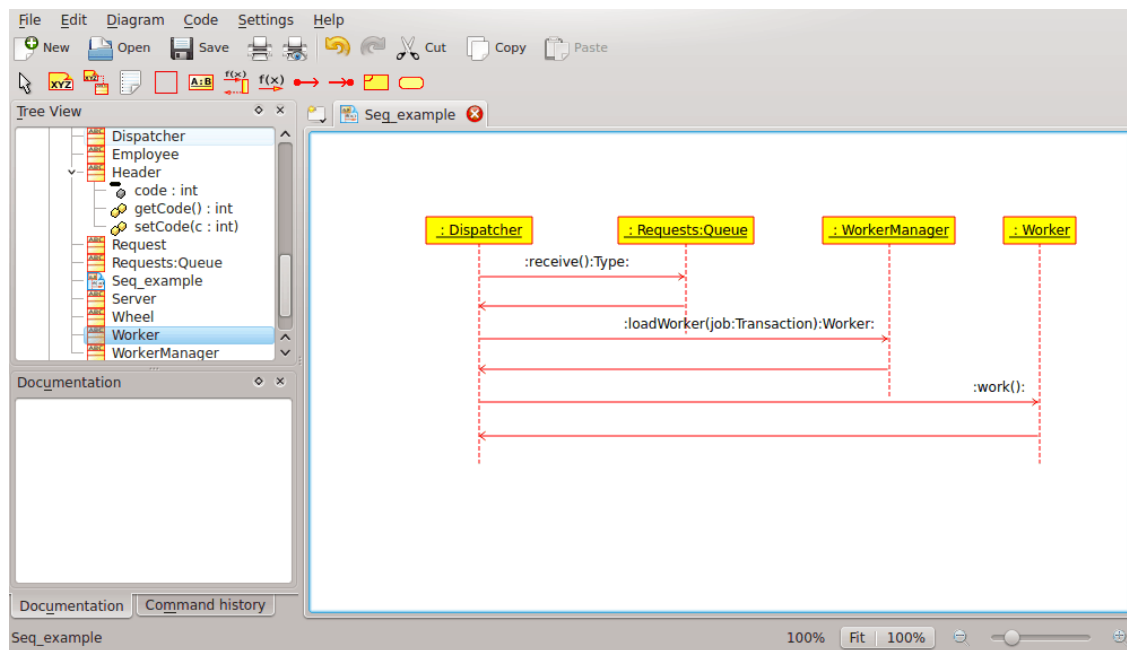 File Edit Diagram Code Settings Help
New Open Save Cut Copy Paste
XYZ A:B f(x) f(x)
Tree View
Seq_example
Dispatcher
Employee
Header
code : int
getCode() : int
setCode(c : int)
Request
Requests:Queue
Seq_example
Server
Wheel
Worker
WorkerManager
Documentation
Documentation Command history
: Dispatcher : Requests:Queue : WorkerManager : Worker
:receive():Type:
:loadWorker(job:Transaction):Worker:
:work():
Seq_example 100% Fit 100%